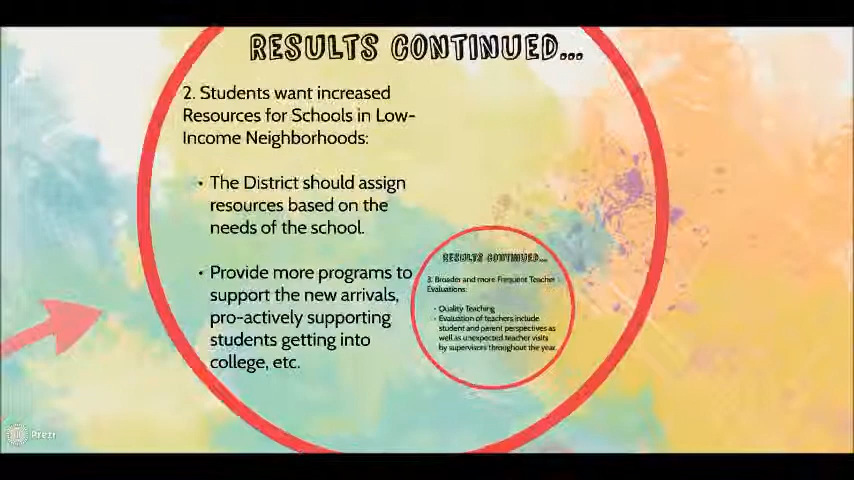 RESULTS CONTINUED...
2. Students want increased
Resources for Schools in Low-
Income Neighborhoods:
• The District should assign
resources based on the
needs of the school.
• Provide more programs to
support the new arrivals,
pro-actively supporting
students getting into
college, etc.
RESULTS CONTINUED...
3. Broader and more Frequent Teacher
Evaluations:
• Quality Teaching
• Evaluation of teachers include
student and parent perspectives as
well as unexpected teacher visits
by supervisors throughout the year.
Prezi